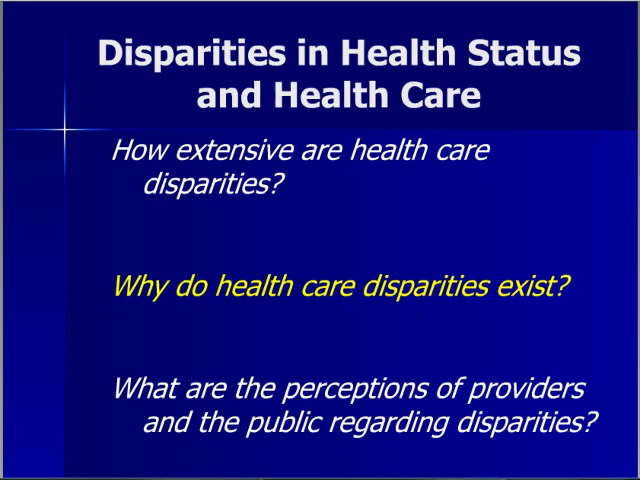 Disparities in Health Status
and Health Care
How extensive are health care
disparities?
Why do health care disparities exist?
What are the perceptions of providers
and the public regarding disparities?